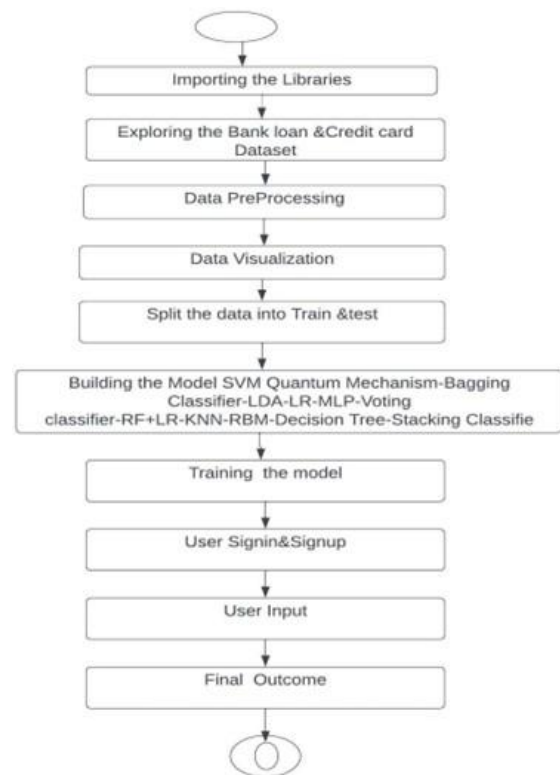 Importing the Libraries
Exploring the Bank loan &Credit card
Dataset
Data PreProcessing
Data Visualization
Split the data into Train &test
Building the Model SVM Quantum Mechanism-Bagging
Classifier-LDA-LR-MLP-Voting
classifier-RF+LR-KNN-RBM-Decision Tree-Stacking Classifie
Training the model
User Signin&Signup
User Input
Final Outcome